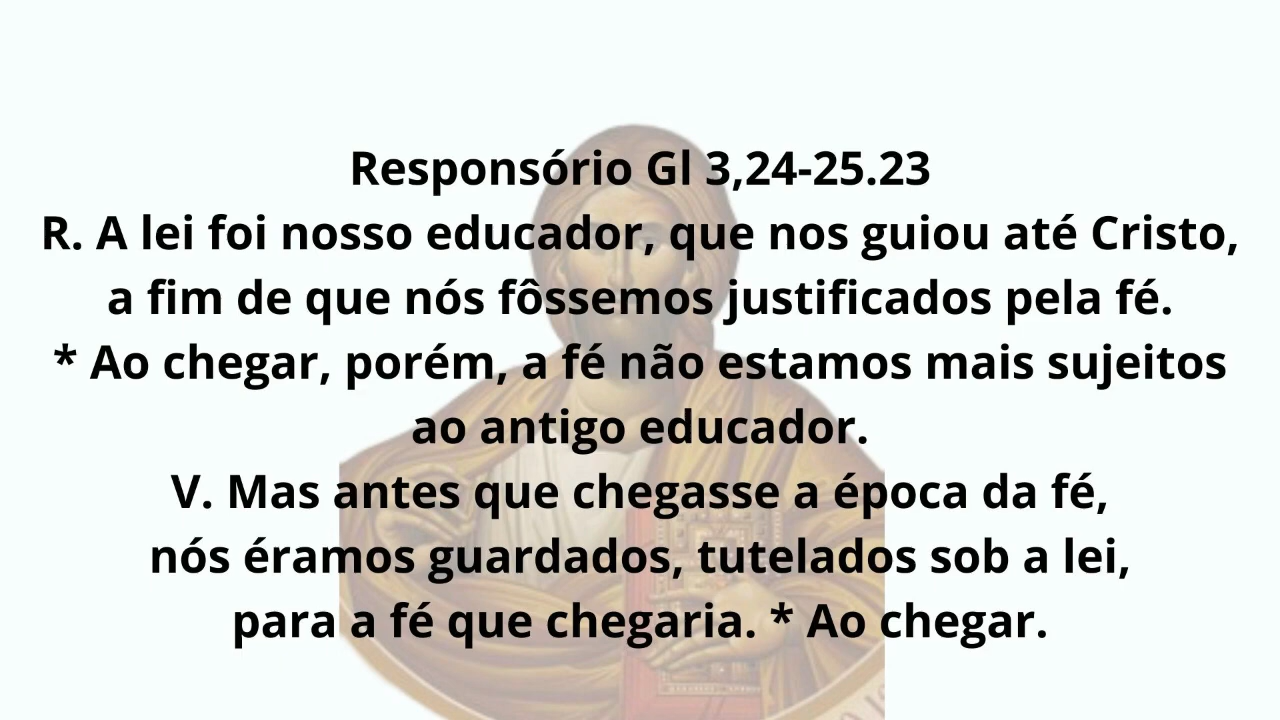 Responsório Gl 3,24-25.23
R. A lei foi nosso educador, que nos guiou até Cristo,
a fim de que nós fôssemos justificados pela fé.
* Ao chegar, porém, a fé não estamos mais sujeitos
ao antigo educador.
V. Mas antes que chegasse a época da fé,
nós éramos guardados, tutelados sob a lei,
para a fé que chegaria. * Ao chegar.